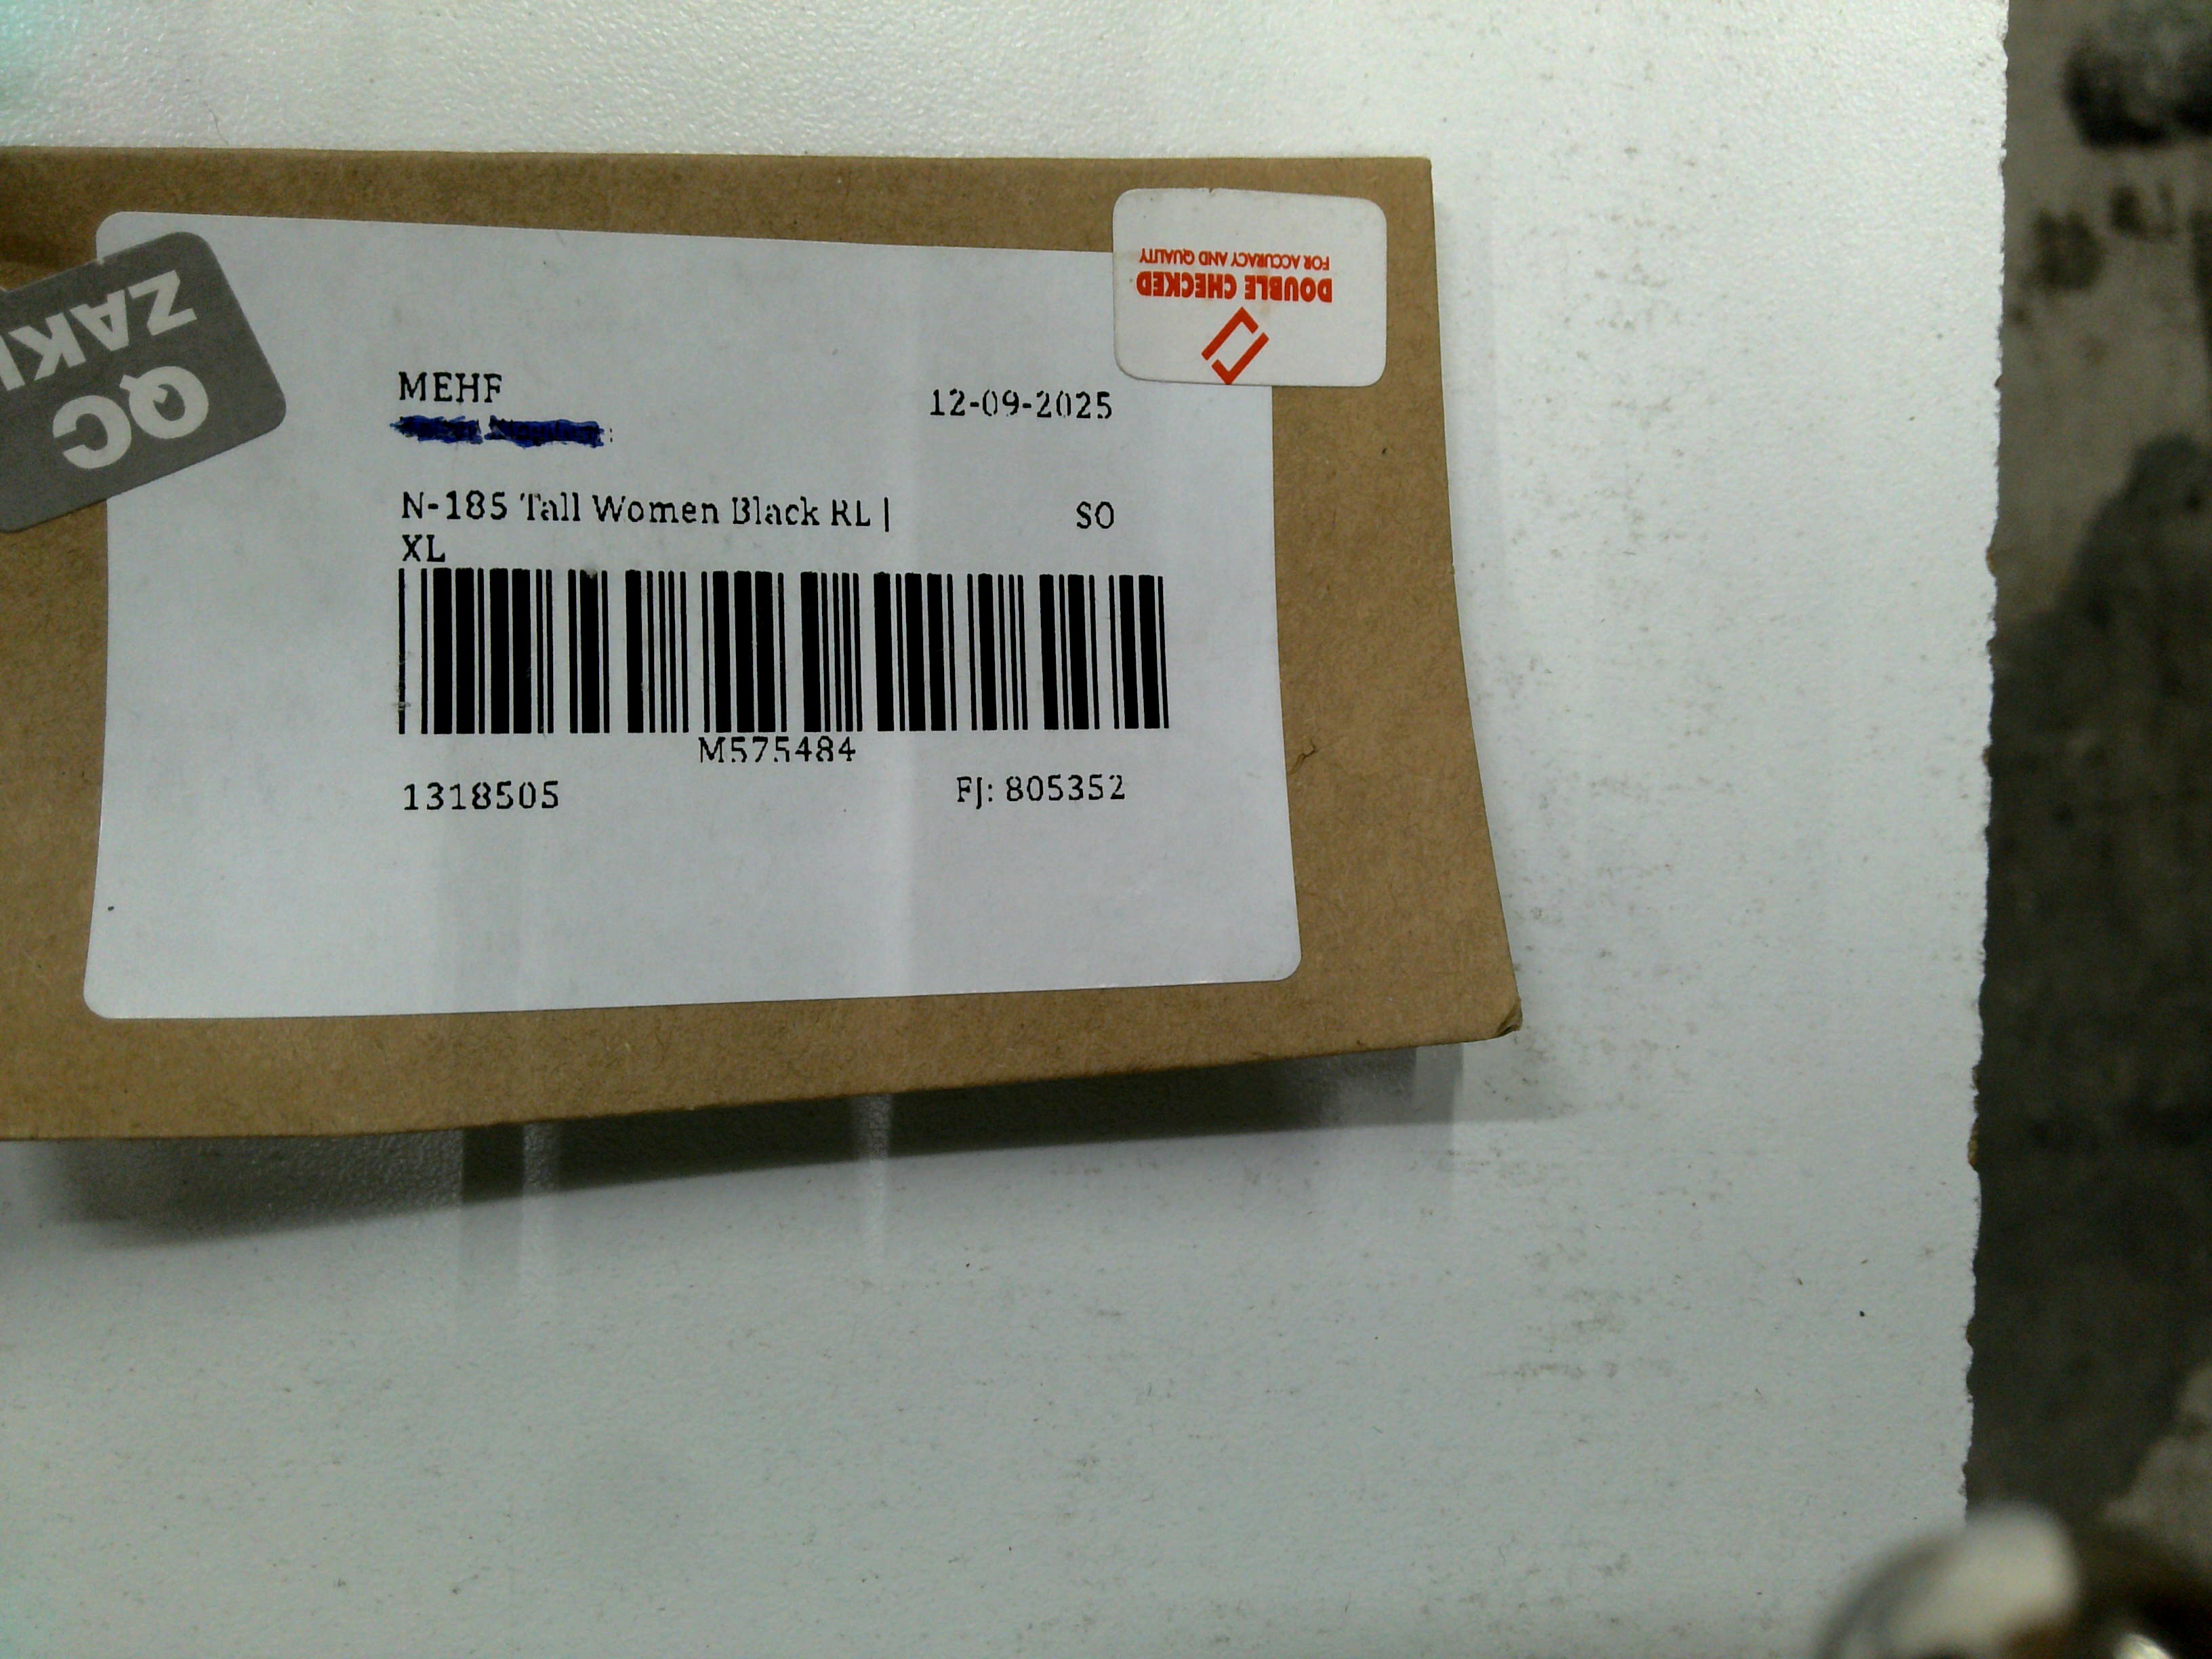 MEHF
12-09-2025
N-185 Tall Women Black RL |
XL
SO
M575484
1318505
FJ: 805352
DOUBLE CHECKED
FOR ACCURACY AND QUALITY
QC
ZAKI